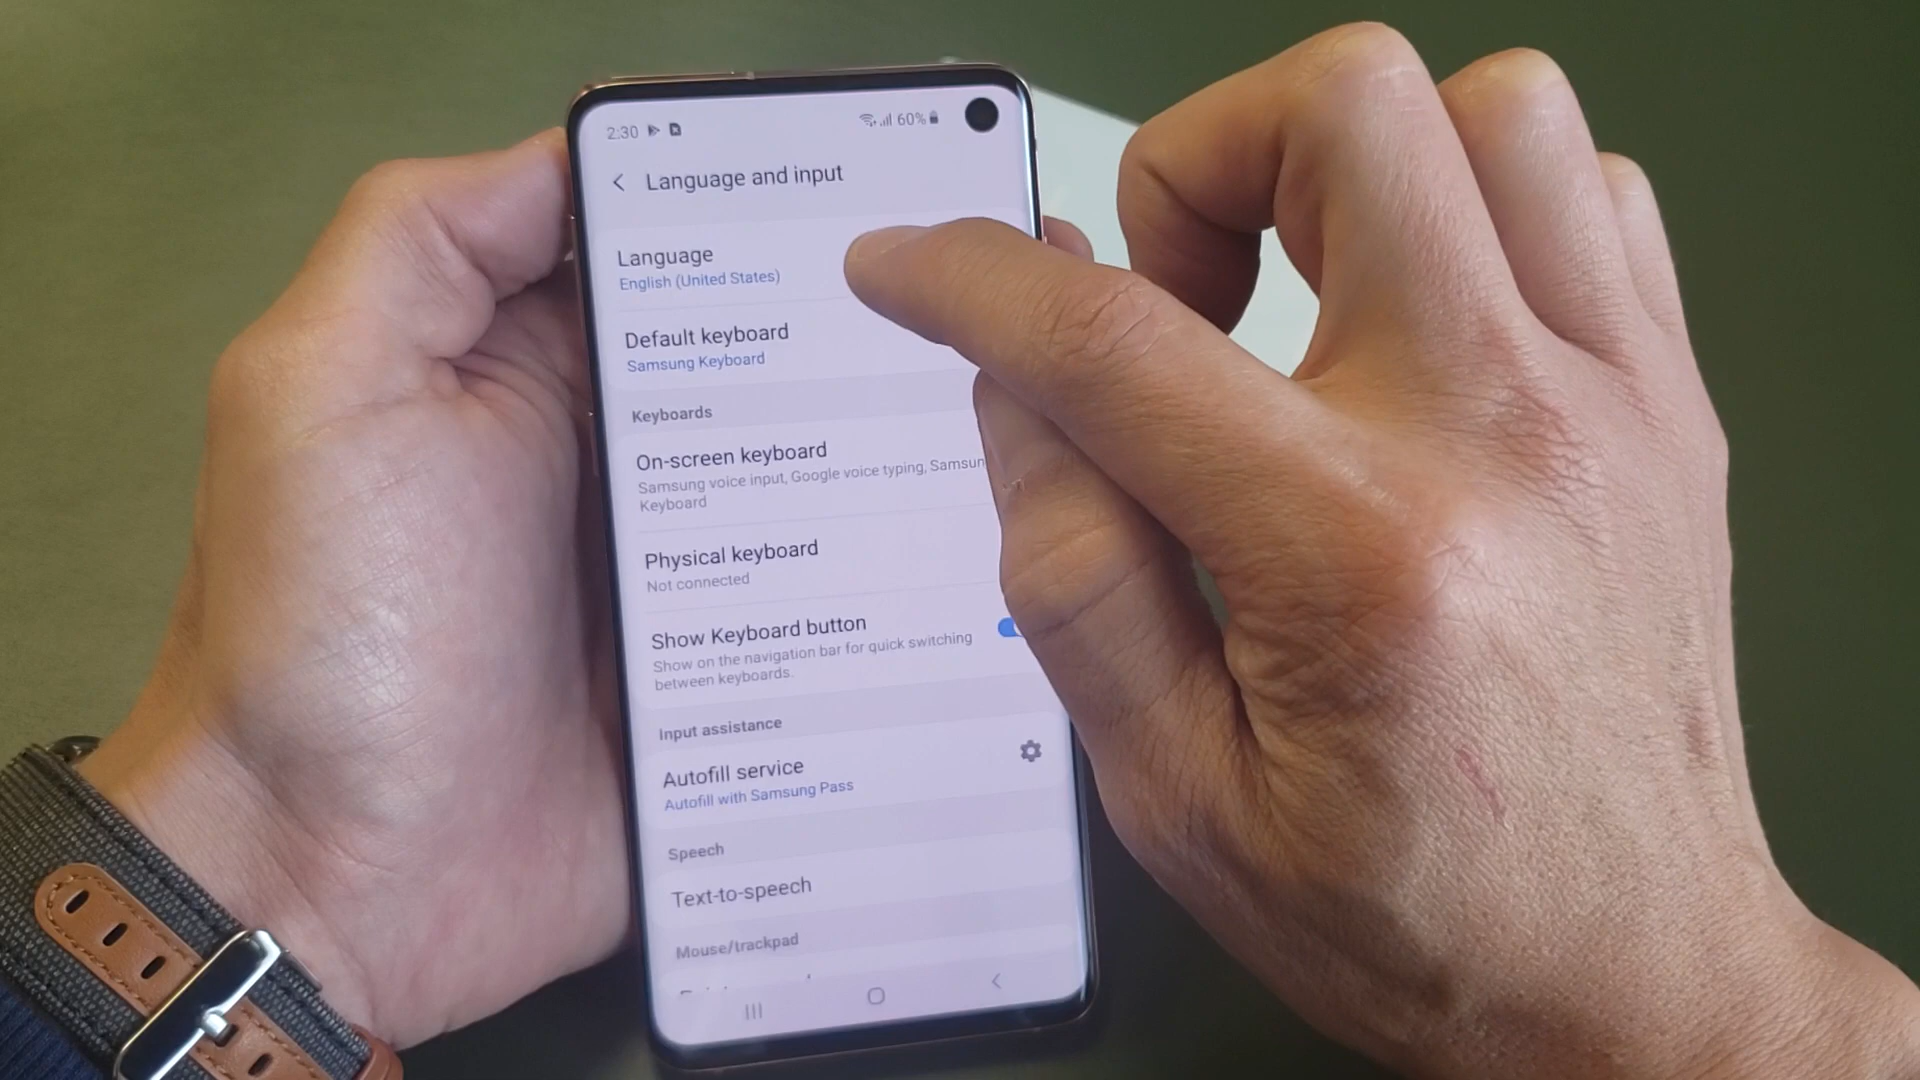 2:30
60%
Language and input
Language
English (United States)
Default keyboard
Samsung Keyboard
Keyboards
On-screen keyboard
Samsung voice input, Google voice typing, Samsun
Keyboard
Physical keyboard
Not connected
Show Keyboard button
Show on the navigation bar for quick switching
between keyboards.
Input assistance
Autofill service
Autofill with Samsung Pass
Speech
Text-to-speech
Mouse/trackpad